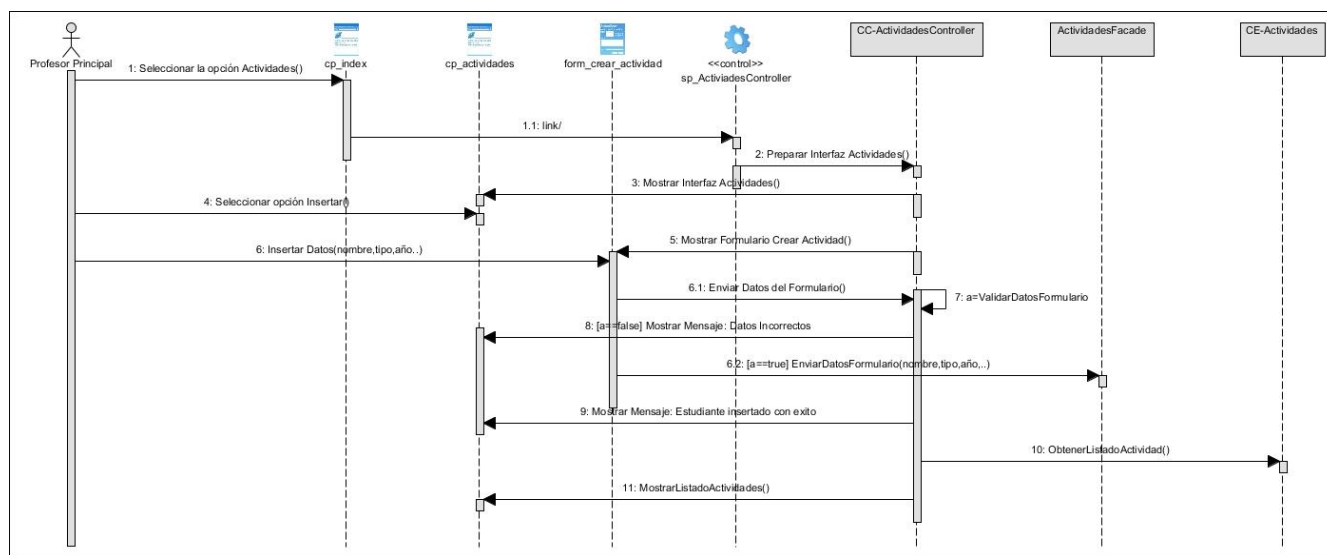 Profesor Principal
cp_index
cp_actividades
form_crear_actividad
<<control>>
sp_ActiviadesController
CC-ActividadesController
ActividadesFacade
CE-Actividades
1: Seleccionar la opción Actividades()
1.1: link/
2: Preparar Interfaz Actividades()
3: Mostrar Interfaz Actividades()
4: Seleccionar opción Insertar()
5: Mostrar Formulario Crear Actividad()
6: Insertar Datos(nombre,tipo,año..)
6.1: Enviar Datos del Formulario()
7: a=ValidarDatosFormulario
8: [a==false] Mostrar Mensaje: Datos Incorrectos
6.2: [a==true] EnviarDatosFormulario(nombre,tipo,año,..)
9: Mostrar Mensaje: Estudiante insertado con exito
10: ObtenerListadoActividad()
11: MostrarListadoActividades()